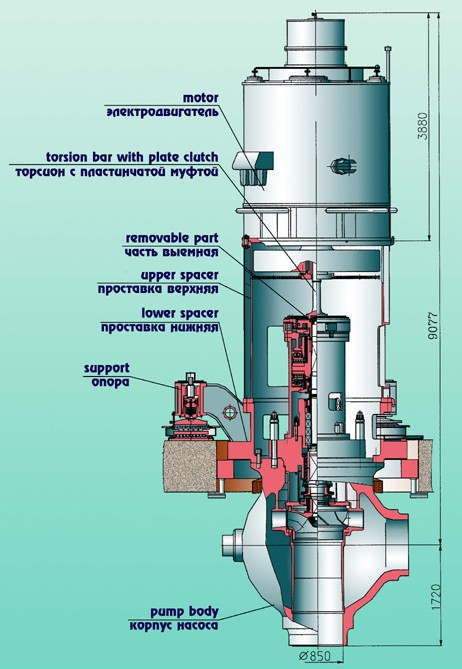 motor
электродвигатель
3880
torsion bar with plate clutch
торсион с пластинчатой муфтой
removable part
часть выемная
upper spacer
проставка верхняя
9077
lower spacer
проставка нижняя
support
опора
1720
pump body
корпус насоса
⌀850